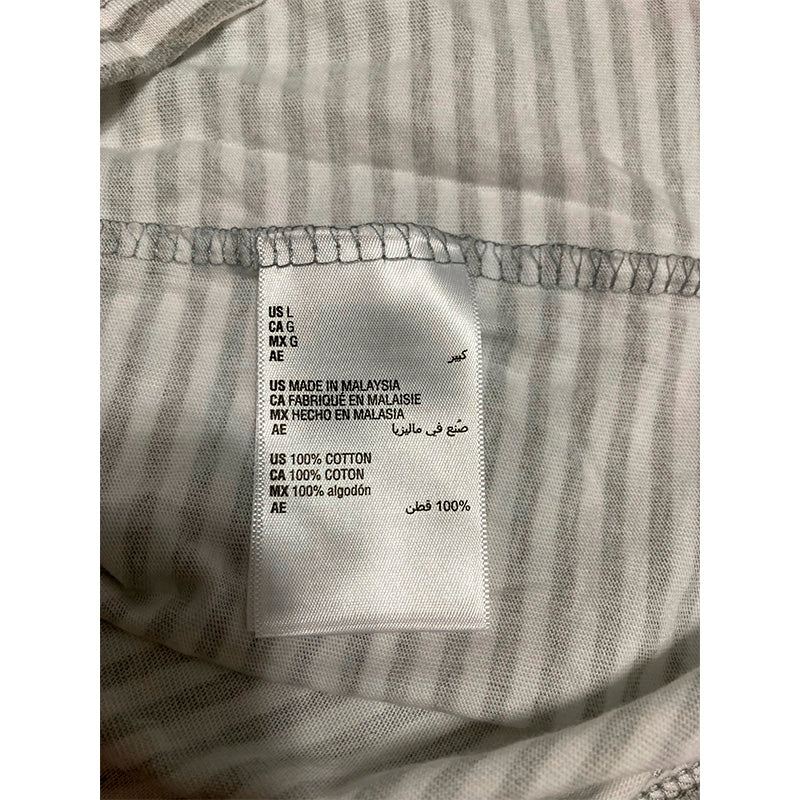 US L
CA G
MX G
AE كبير
US MADE IN MALAYSIA
CA FABRIQUÉ EN MALAISIE
MX HECHO EN MALASIA
AE صُنع في ماليزيا
US 100% COTTON
CA 100% COTON
MX 100% algodón
AE 100% قطن